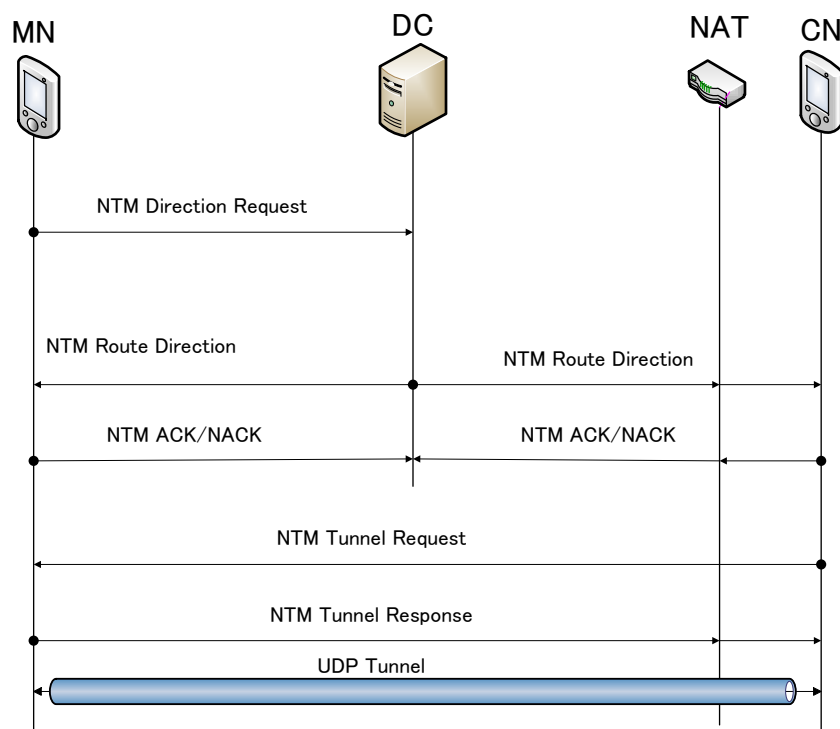 MN
DC
NAT
CN
NTM Direction Request
NTM Route Direction
NTM Route Direction
NTM ACK/NACK
NTM ACK/NACK
NTM Tunnel Request
NTM Tunnel Response
UDP Tunnel